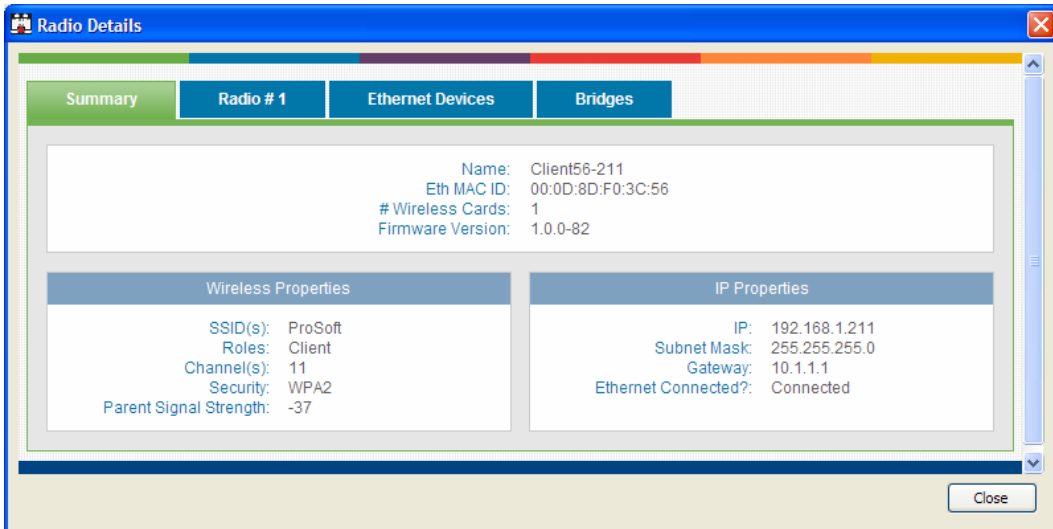 Radio Details
Summary
Radio # 1
Ethernet Devices
Bridges
Name: Client56-211
Eth MAC ID: 00:0D:8D:F0:3C:56
# Wireless Cards: 1
Firmware Version: 1.0.0-82
Wireless Properties
SSID(s): ProSoft
Roles: Client
Channel(s): 11
Security: WPA2
Parent Signal Strength: -37
IP Properties
IP: 192.168.1.211
Subnet Mask: 255.255.255.0
Gateway: 10.1.1.1
Ethernet Connected?: Connected
Close